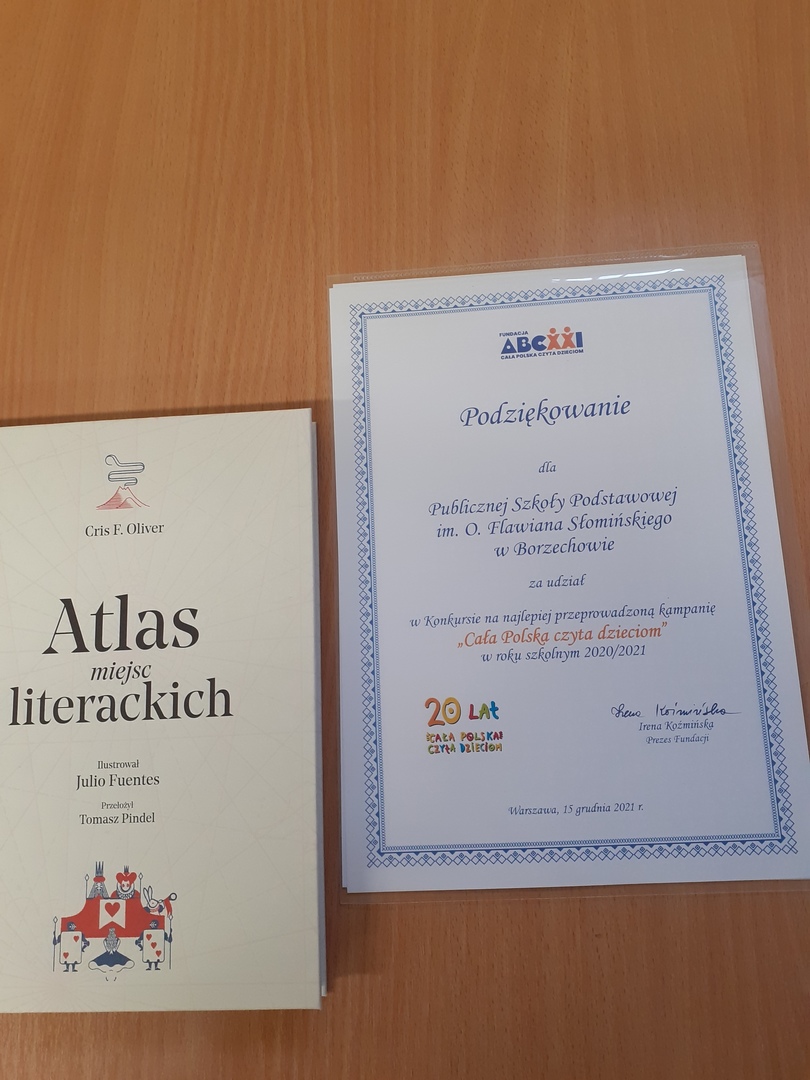 Cris F. Oliver
Atlas
miejsc
literackich
Ilustrował
Julio Fuentes
Przełożył
Tomasz Pindel
FUNDACJA
ABCXXI
CAŁA POLSKA CZYTA DZIECIOM
Podziękowanie
dla
Publicznej Szkoły Podstawowej
im. O. Flawiana Słomińskiego
w Borzechowie
za udział
w Konkursie na najlepiej przeprowadzoną kampanię
„Cała Polska czyta dzieciom”
w roku szkolnym 2020/2021
20 LAT
CAŁA POLSKA
CZYTA DZIECIOM
Irena Koźmińska
Irena Koźmińska
Prezes Fundacji
Warszawa, 15 grudnia 2021 r.